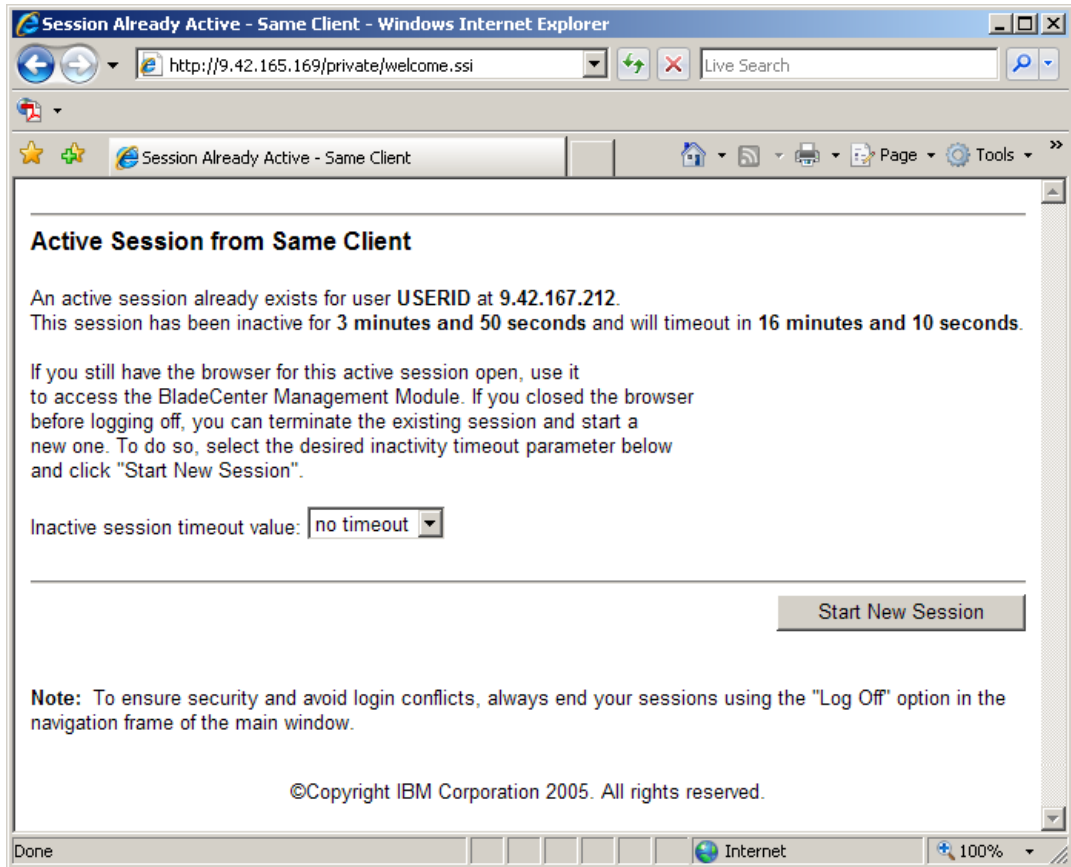 Session Already Active - Same Client - Windows Internet Explorer
http://9.42.165.169/private/welcome.ssi
Live Search
Session Already Active - Same Client
Page
Tools
»
Active Session from Same Client
An active session already exists for user USERID at 9.42.167.212.
This session has been inactive for 3 minutes and 50 seconds and will timeout in 16 minutes and 10 seconds.
If you still have the browser for this active session open, use it
to access the BladeCenter Management Module. If you closed the browser
before logging off, you can terminate the existing session and start a
new one. To do so, select the desired inactivity timeout parameter below
and click "Start New Session".
Inactive session timeout value: no timeout
Start New Session
Note: To ensure security and avoid login conflicts, always end your sessions using the "Log Off" option in the
navigation frame of the main window.
©Copyright IBM Corporation 2005. All rights reserved.
Done
Internet
100%